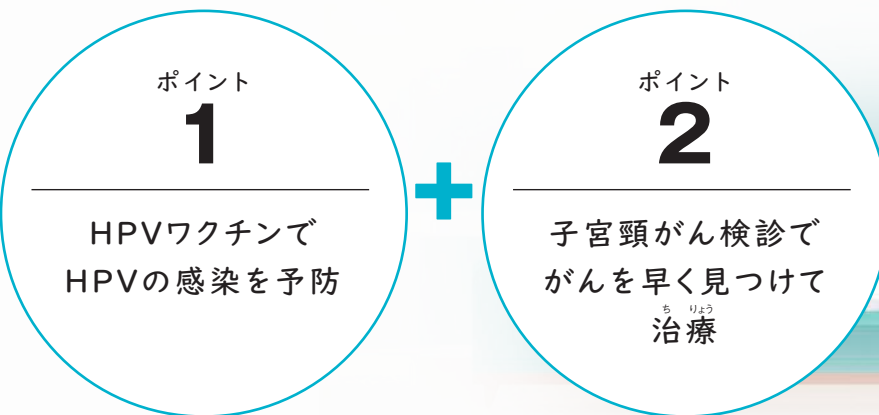 ポイント
1
HPVワクチンで
HPVの感染を予防
+
ポイント
2
子宮頸がん検診で
がんを早く見つけて
ち りょう
治療